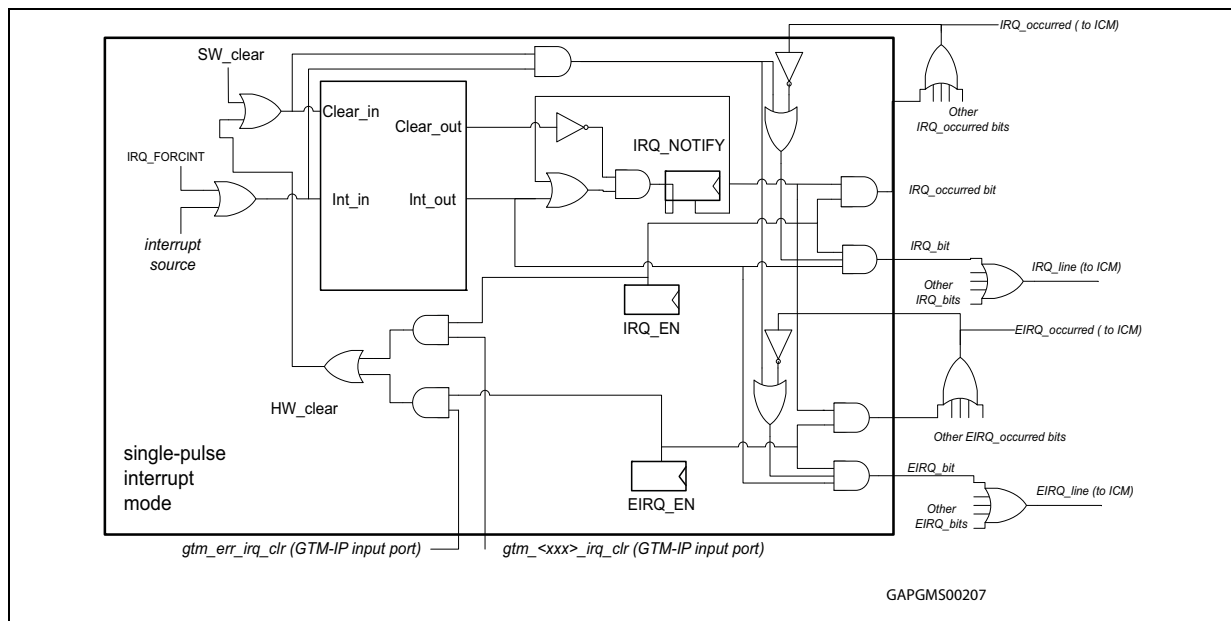 IRQ_occurred ( to ICM)
SW_clear
Clear_in
Clear_out
Other
IRQ_occurred bits
IRQ_NOTIFY
IRQ_FORCINT
Int_in
Int_out
IRQ_occurred bit
interrupt
source
IRQ_bit
IRQ_line (to ICM)
Other
IRQ_bits
IRQ_EN
EIRQ_occurred ( to ICM)
HW_clear
Other EIRQ_occurred bits
single-pulse
interrupt
mode
EIRQ_EN
EIRQ_bit
EIRQ_line (to ICM)
Other
EIRQ_bits
gtm_err_irq_clr (GTM-IP input port)
gtm_<xxx>_irq_clr (GTM-IP input port)
GAPGMS00207